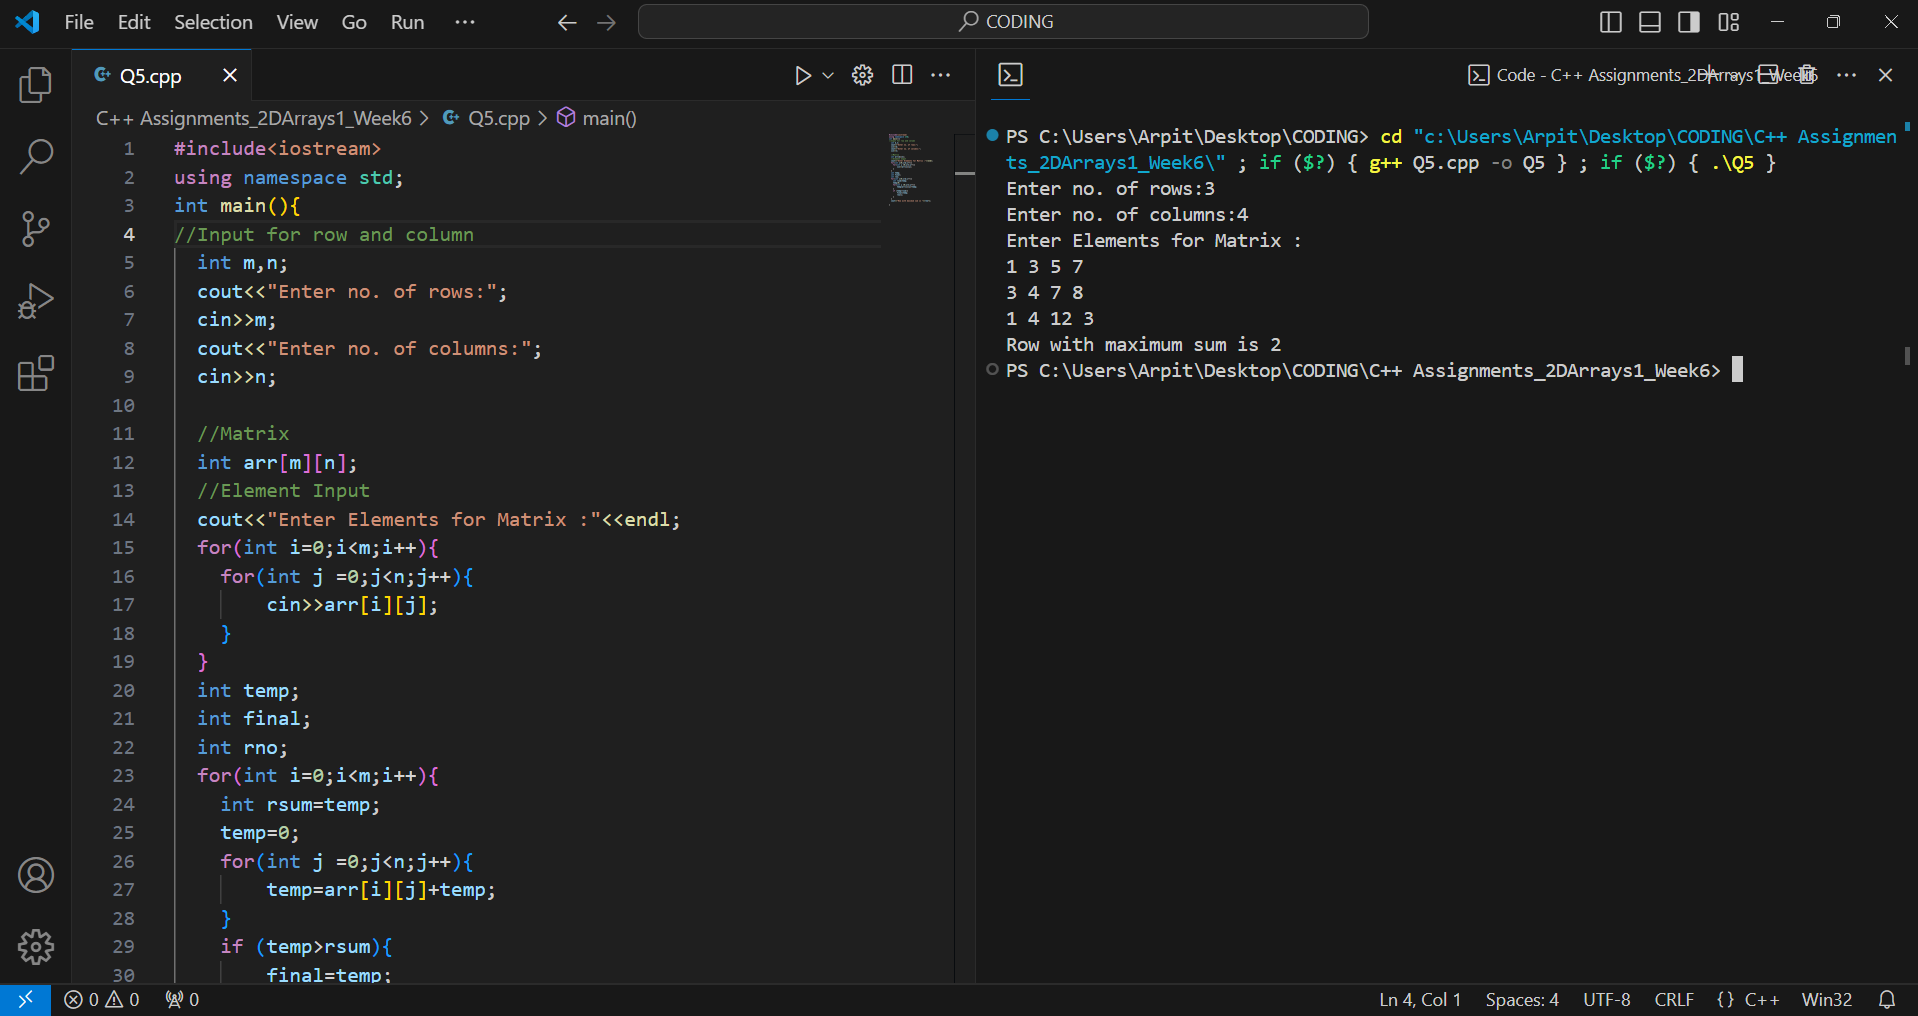 File Edit Selection View Go Run ··· CODING
Q5.cpp
C++ Assignments_2DArrays1_Week6 > Q5.cpp > main()
1 #include<iostream>
2 using namespace std;
3 int main(){
4 //Input for row and column
5 int m,n;
6 cout<<"Enter no. of rows:";
7 cin>>m;
8 cout<<"Enter no. of columns:";
9 cin>>n;
10
11 //Matrix
12 int arr[m][n];
13 //Element Input
14 cout<<"Enter Elements for Matrix :"<<endl;
15 for(int i=0;i<m;i++){
16 for(int j =0;j<n;j++){
17 cin>>arr[i][j];
18 }
19 }
20 int temp;
21 int final;
22 int rno;
23 for(int i=0;i<m;i++){
24 int rsum=temp;
25 temp=0;
26 for(int j =0;j<n;j++){
27 temp=arr[i][j]+temp;
28 }
29 if (temp>rsum){
30 final=temp;
Code - C++ Assignments_2DArrays1_Week6
PS C:\Users\Arpit\Desktop\CODING> cd "c:\Users\Arpit\Desktop\CODING\C++ Assignmen
ts_2DArrays1_Week6\" ; if ($?) { g++ Q5.cpp -o Q5 } ; if ($?) { .\Q5 }
Enter no. of rows:3
Enter no. of columns:4
Enter Elements for Matrix :
1 3 5 7
3 4 7 8
1 4 12 3
Row with maximum sum is 2
PS C:\Users\Arpit\Desktop\CODING\C++ Assignments_2DArrays1_Week6>
0 0 0 Ln 4, Col 1 Spaces: 4 UTF-8 CRLF {} C++ Win32